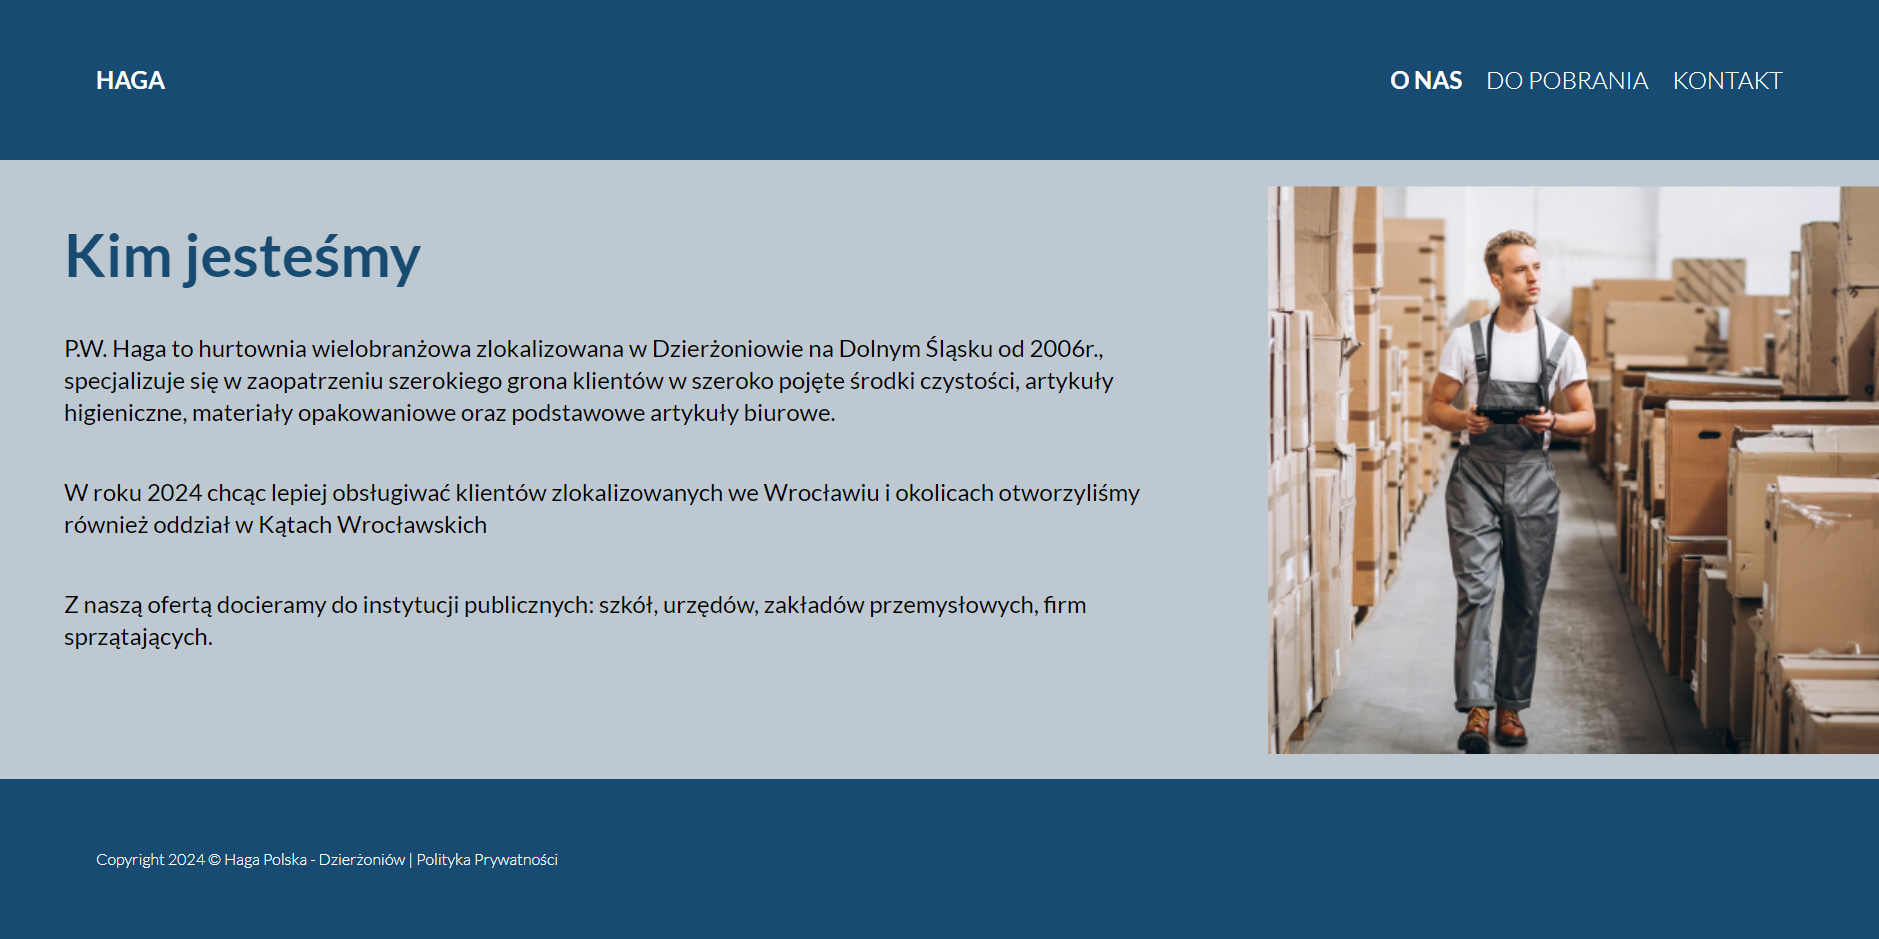 HAGA
O NAS DO POBRANIA KONTAKT
Kim jesteśmy
P.W. Haga to hurtownia wielobranżowa zlokalizowana w Dzierżoniowie na Dolnym Śląsku od 2006r.,
specjalizuje się w zaopatrzeniu szerokiego grona klientów w szeroko pojęte środki czystości, artykuły
higieniczne, materiały opakowaniowe oraz podstawowe artykuły biurowe.
W roku 2024 chcąc lepiej obsługiwać klientów zlokalizowanych we Wrocławiu i okolicach otworzyliśmy
również oddział w Kątach Wrocławskich
Z naszą ofertą docieramy do instytucji publicznych: szkół, urzędów, zakładów przemysłowych, firm
sprzątających.
Copyright 2024 © Haga Polska - Dzierżoniów | Polityka Prywatności